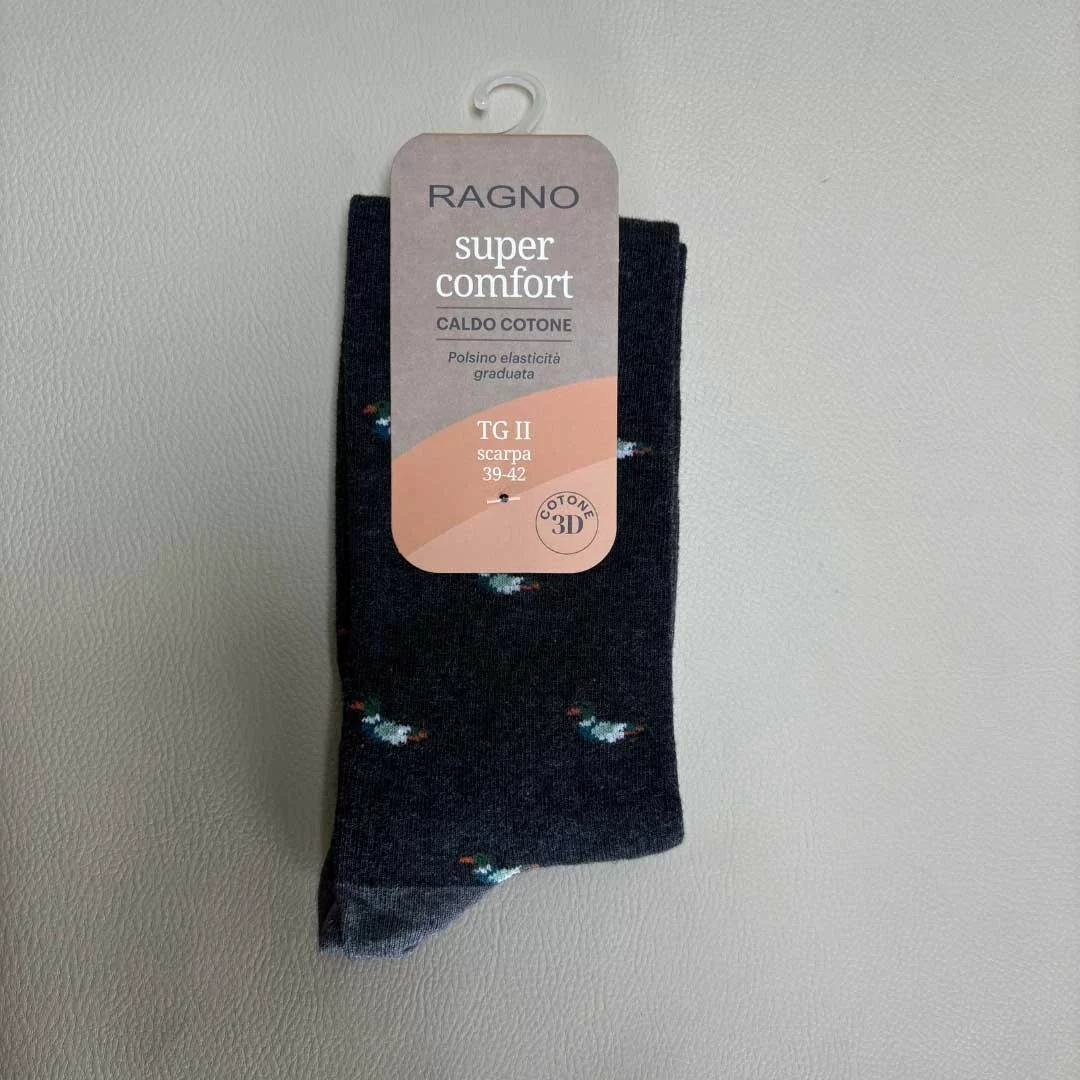 RAGNO
super
comfort
CALDO COTONE
Polsino elasticità
graduata
TG II
scarpa
39-42
COTONE
3D